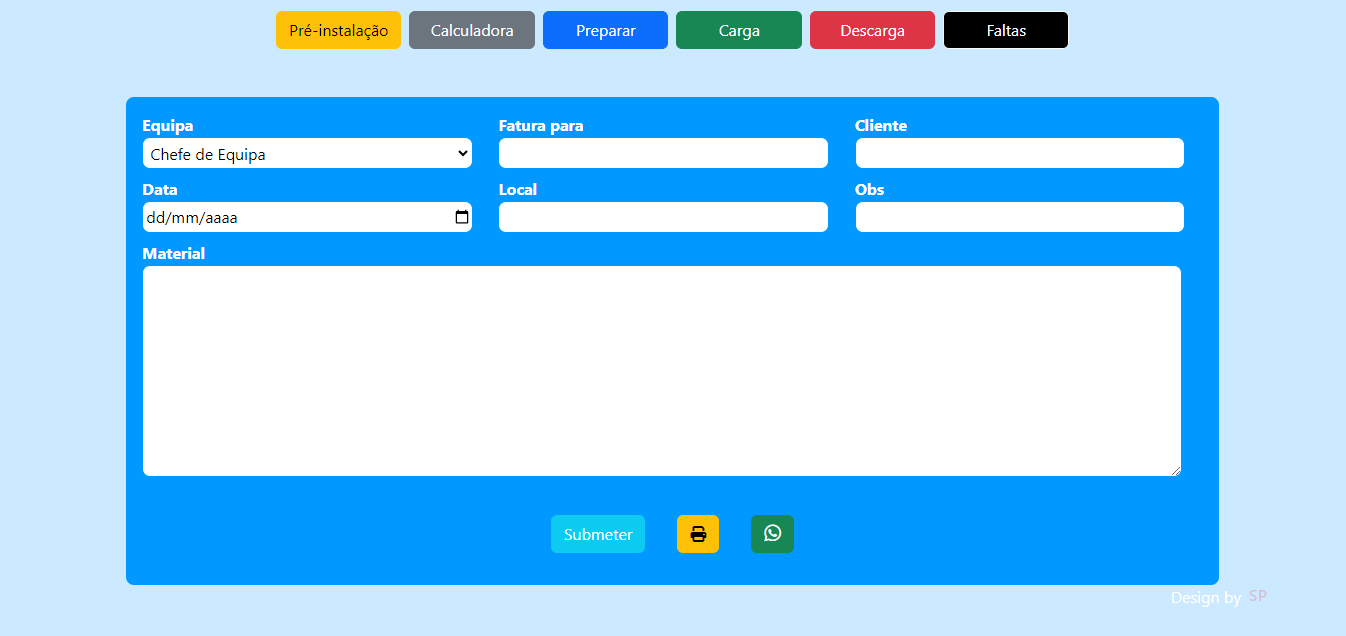 Pré-instalação Calculadora Preparar Carga Descarga Faltas
Equipa Fatura para Cliente
Chefe de Equipa
Data Local Obs
dd/mm/aaaa
Material
Submeter
Design by SP